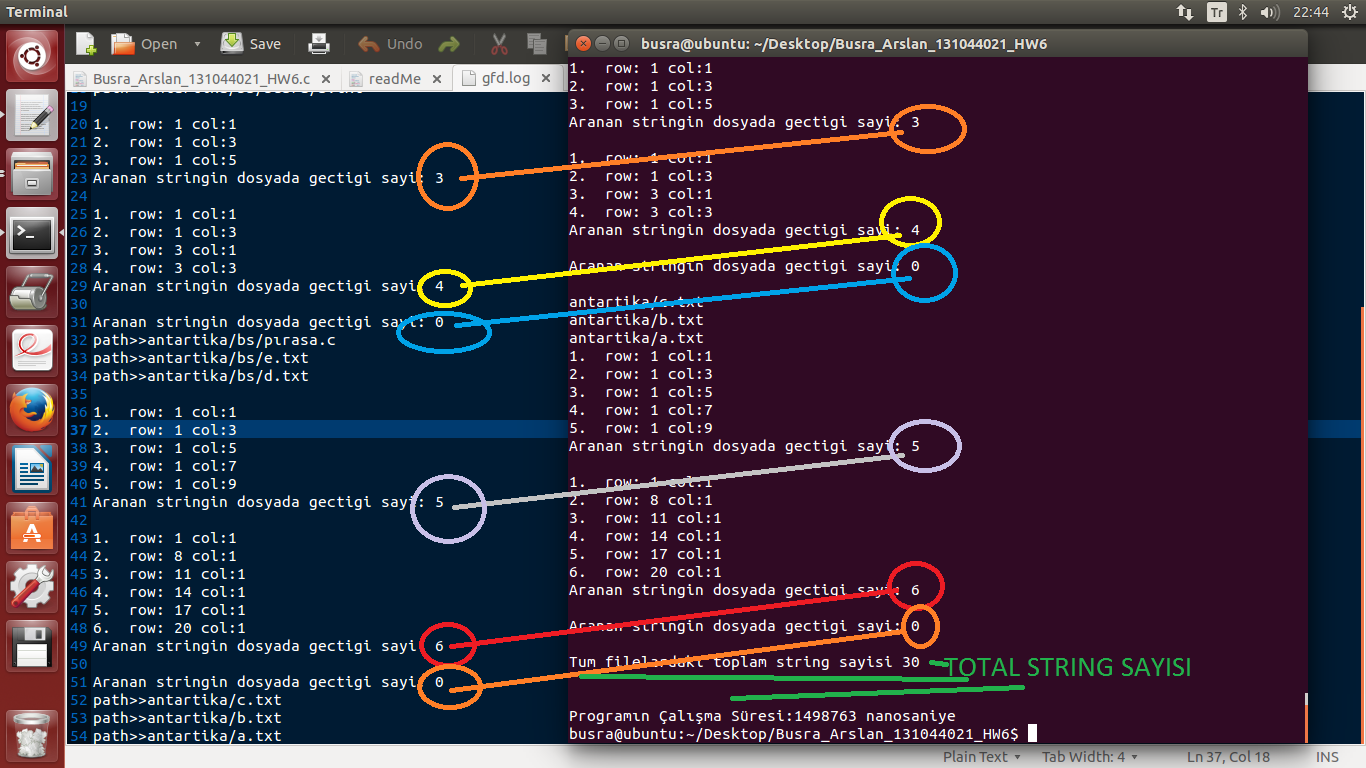 Terminal
Tr
22:44
Open
Save
Undo
busra@ubuntu: ~/Desktop/Busra_Arslan_131044021_HW6
Busra_Arslan_131044021_HW6.c
readMe
gfd.log
19
20 1.  row: 1 col:1
21 2.  row: 1 col:3
22 3.  row: 1 col:5
23 Aranan stringin dosyada gectigi sayi: 3
24
25 1.  row: 1 col:1
26 2.  row: 1 col:3
27 3.  row: 3 col:1
28 4.  row: 3 col:3
29 Aranan stringin dosyada gectigi sayi 4
30
31 Aranan stringin dosyada gectigi sayi: 0
32 path>>antartika/bs/pırasa.c
33 path>>antartika/bs/e.txt
34 path>>antartika/bs/d.txt
35
36 1.  row: 1 col:1
37 2.  row: 1 col:3
38 3.  row: 1 col:5
39 4.  row: 1 col:7
40 5.  row: 1 col:9
41 Aranan stringin dosyada gectigi sayi: 5
42
43 1.  row: 1 col:1
44 2.  row: 8 col:1
45 3.  row: 11 col:1
46 4.  row: 14 col:1
47 5.  row: 17 col:1
48 6.  row: 20 col:1
49 Aranan stringin dosyada gectigi sayi 6
50
51 Aranan stringin dosyada gectigi sayi 0
52 path>>antartika/c.txt
53 path>>antartika/b.txt
54 path>>antartika/a.txt
1.  row: 1 col:1
2.  row: 1 col:3
3.  row: 1 col:5
Aranan stringin dosyada gectigi sayi: 3
1.  row: 1 col:1
2.  row: 1 col:3
3.  row: 3 col:1
4.  row: 3 col:3
Aranan stringin dosyada gectigi sayi: 4
Aranan stringin dosyada gectigi sayi: 0
antartika/c.txt
antartika/b.txt
antartika/a.txt
1.  row: 1 col:1
2.  row: 1 col:3
3.  row: 1 col:5
4.  row: 1 col:7
5.  row: 1 col:9
Aranan stringin dosyada gectigi sayi: 5
1.  row: 1 col:1
2.  row: 8 col:1
3.  row: 11 col:1
4.  row: 14 col:1
5.  row: 17 col:1
6.  row: 20 col:1
Aranan stringin dosyada gectigi sayi: 6
Aranan stringin dosyada gectigi sayi: 0
Tum filelardaki toplam string sayisi 30
TOTAL STRING SAYISI
Programın Çalışma Süresi:1498763 nanosaniye
busra@ubuntu:~/Desktop/Busra_Arslan_131044021_HW6$
Plain Text
Tab Width: 4
Ln 37, Col 18
INS